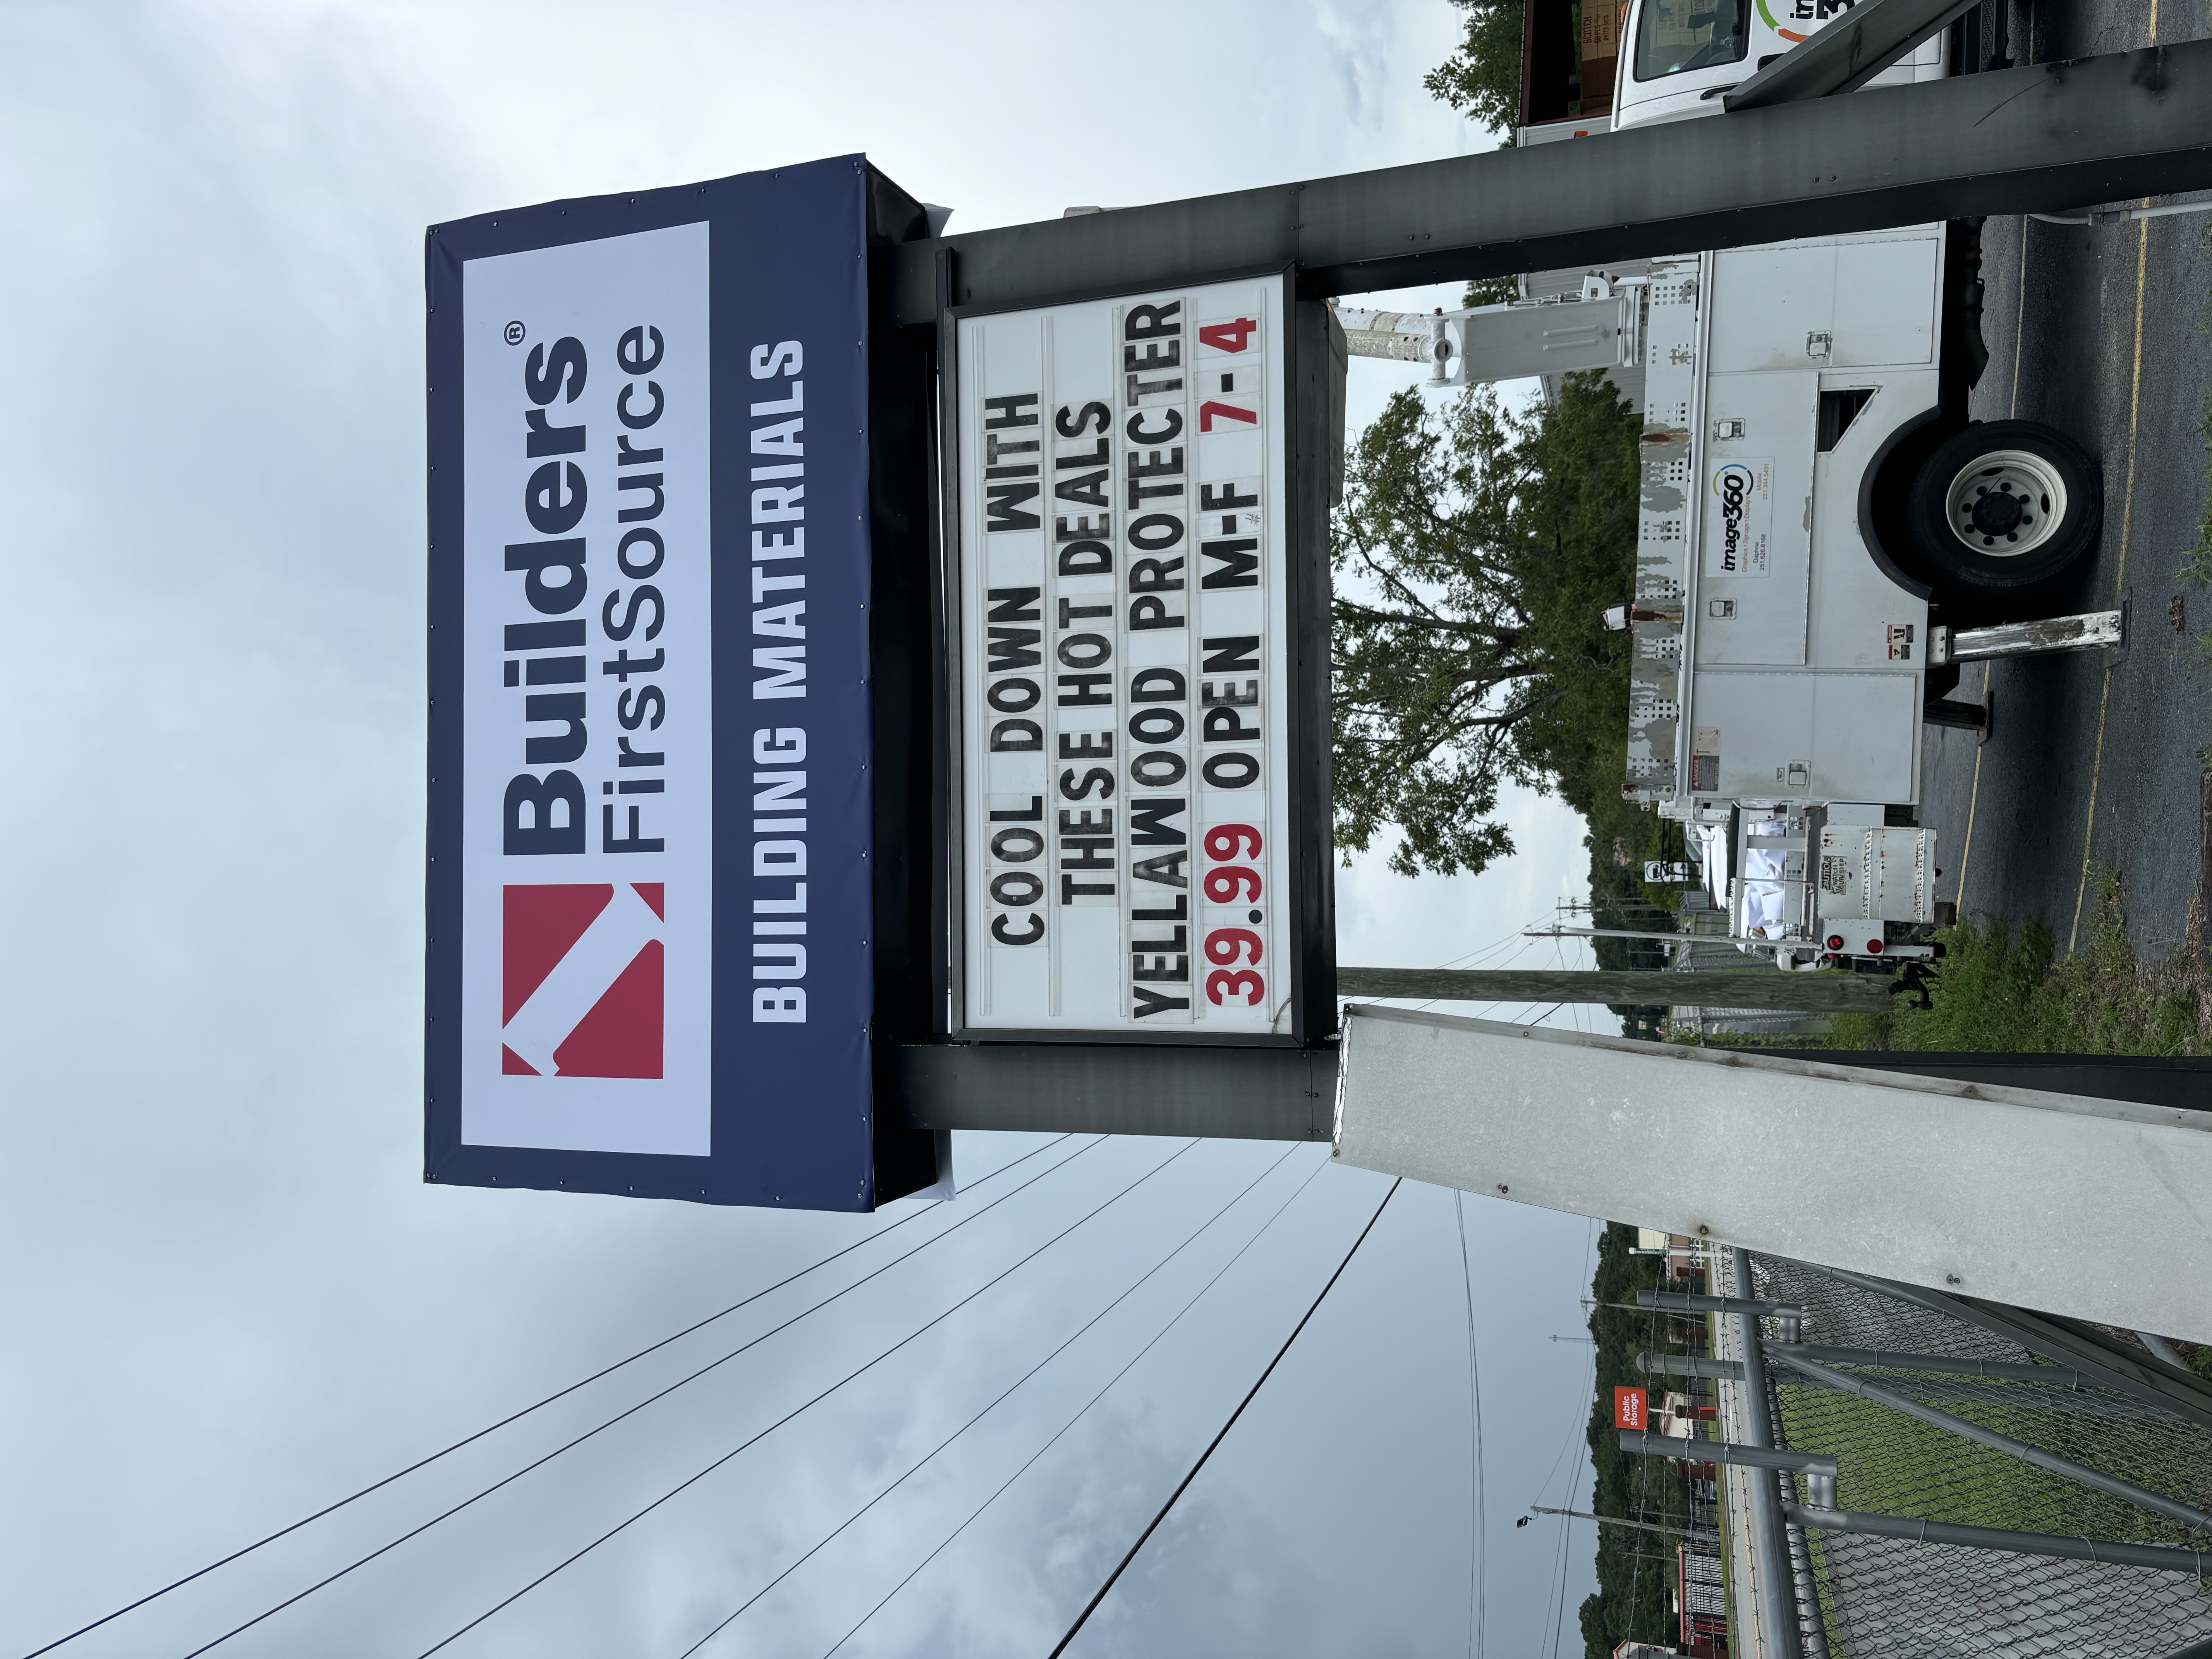 Builders®
FirstSource
BUILDING MATERIALS
COOL DOWN WITH
THESE HOT DEALS
YELLAWOOD PROTECTER
39.99 OPEN M-F 7-4
image360
Public
Storage